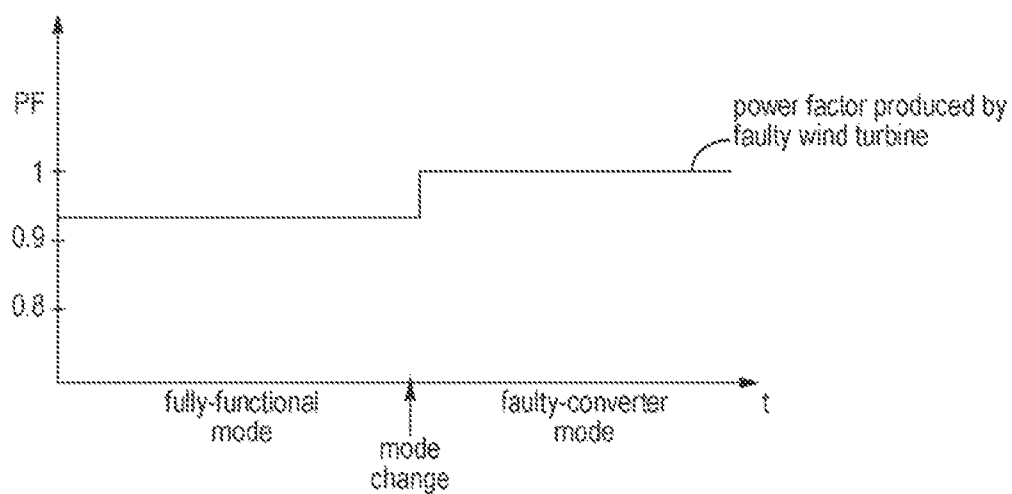 PF
power factor produced by
faulty wind turbine
1
0.9
0.8
fully-functional
mode
faulty-converter
mode
t
mode
change